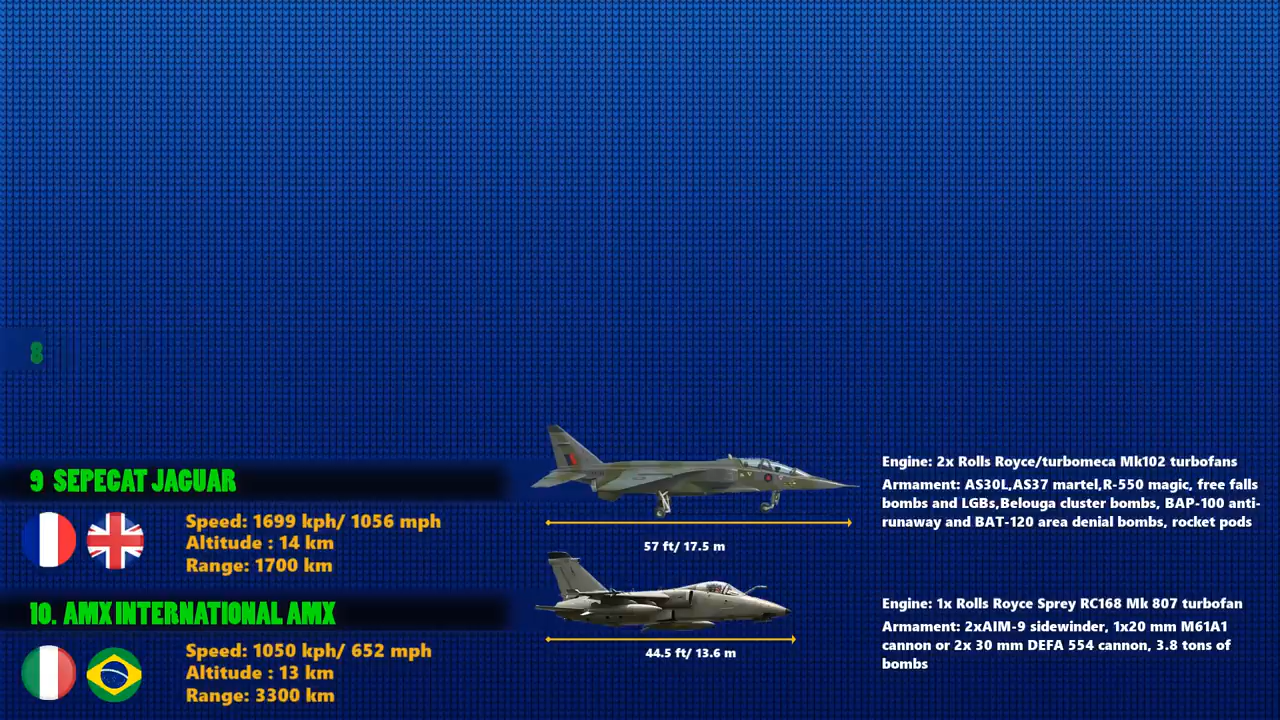 8
9 SEPECAT JAGUAR
Speed: 1699 kph/ 1056 mph
Altitude : 14 km
Range: 1700 km
57 ft/ 17.5 m
Engine: 2x Rolls Royce/turbomeca Mk102 turbofans
Armament: AS30L,AS37 martel,R-550 magic, free falls
bombs and LGBs,Belouga cluster bombs, BAP-100 anti-
runaway and BAT-120 area denial bombs, rocket pods
10. AMX INTERNATIONAL AMX
Speed: 1050 kph/ 652 mph
Altitude : 13 km
Range: 3300 km
44.5 ft/ 13.6 m
Engine: 1x Rolls Royce Sprey RC168 Mk 807 turbofan
Armament: 2xAIM-9 sidewinder, 1x20 mm M61A1
cannon or 2x 30 mm DEFA 554 cannon, 3.8 tons of
bombs